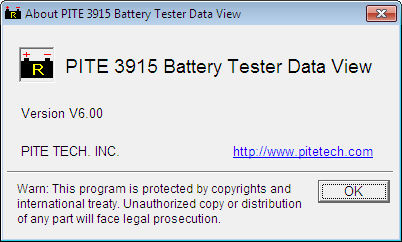 About PITE 3915 Battery Tester Data View
R
PITE 3915 Battery Tester Data View
Version V6.00
PITE TECH. INC.
http://www.pitetech.com
Warn: This program is protected by copyrights and
international treaty. Unauthorized copy or distribution
of any part will face legal prosecution.
OK